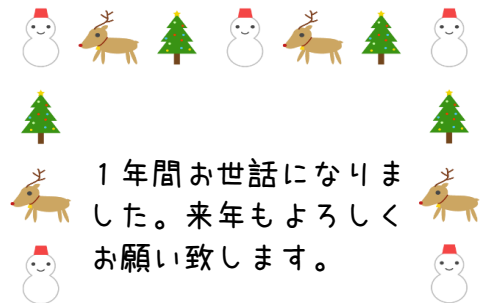 １年間お世話になりま
した。来年もよろしく
お願い致します。